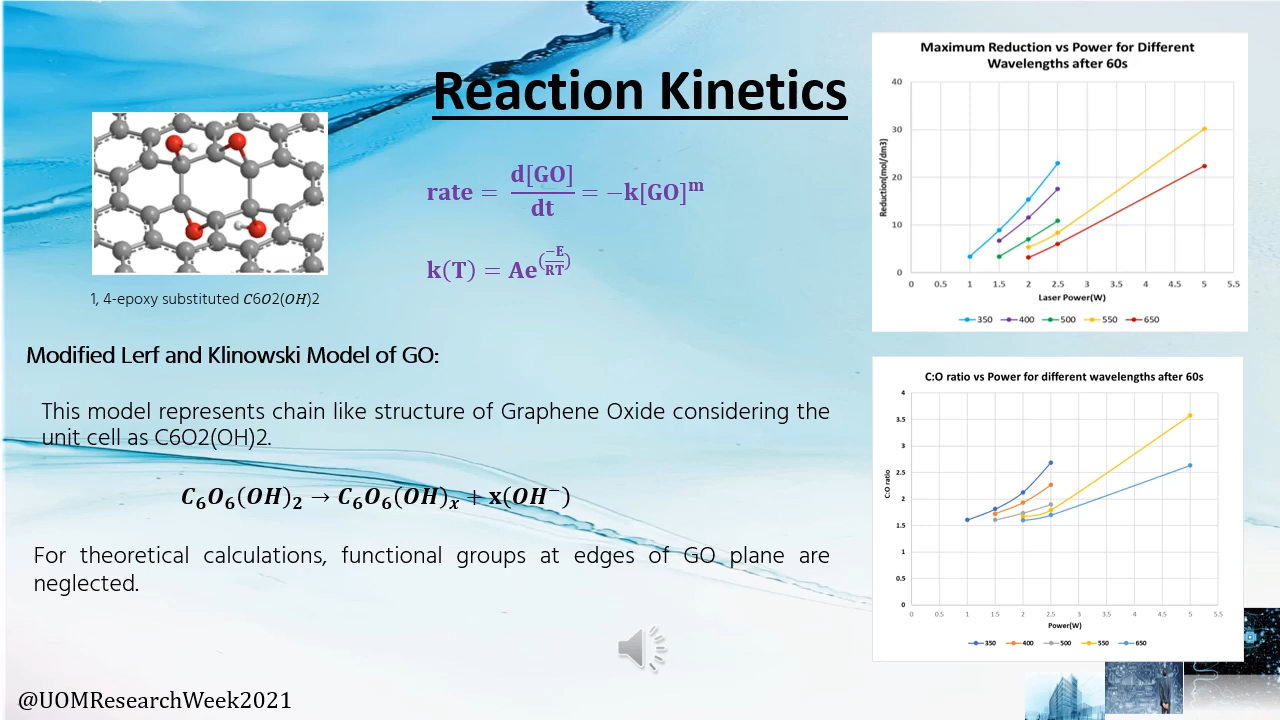 Reaction Kinetics
1, 4-epoxy substituted C6O2(OH)2
rate = d[GO]/dt = −k[GO]^m
k(T) = Ae^(−E/RT)
Modified Lerf and Klinowski Model of GO:
This model represents chain like structure of Graphene Oxide considering the
unit cell as C6O2(OH)2.
C₆O₆(OH)₂ → C₆O₆(OH)ₓ + x(OH⁻)
For theoretical calculations, functional groups at edges of GO plane are
neglected.
@UOMResearchWeek2021
Maximum Reduction vs Power for Different
Wavelengths after 60s
Reduction(mol/dm3)
40
30
20
10
0
0 0.5 1 1.5 2 2.5 3 3.5 4 4.5 5 5.5
Laser Power(W)
350 400 500 550 650
C:O ratio vs Power for different wavelengths after 60s
C:O ratio
4
3.5
3
2.5
2
1.5
1
0.5
0
0 0.5 1 1.5 2 2.5 3 3.5 4 4.5 5 5.5
Power(W)
350 400 500 550 650